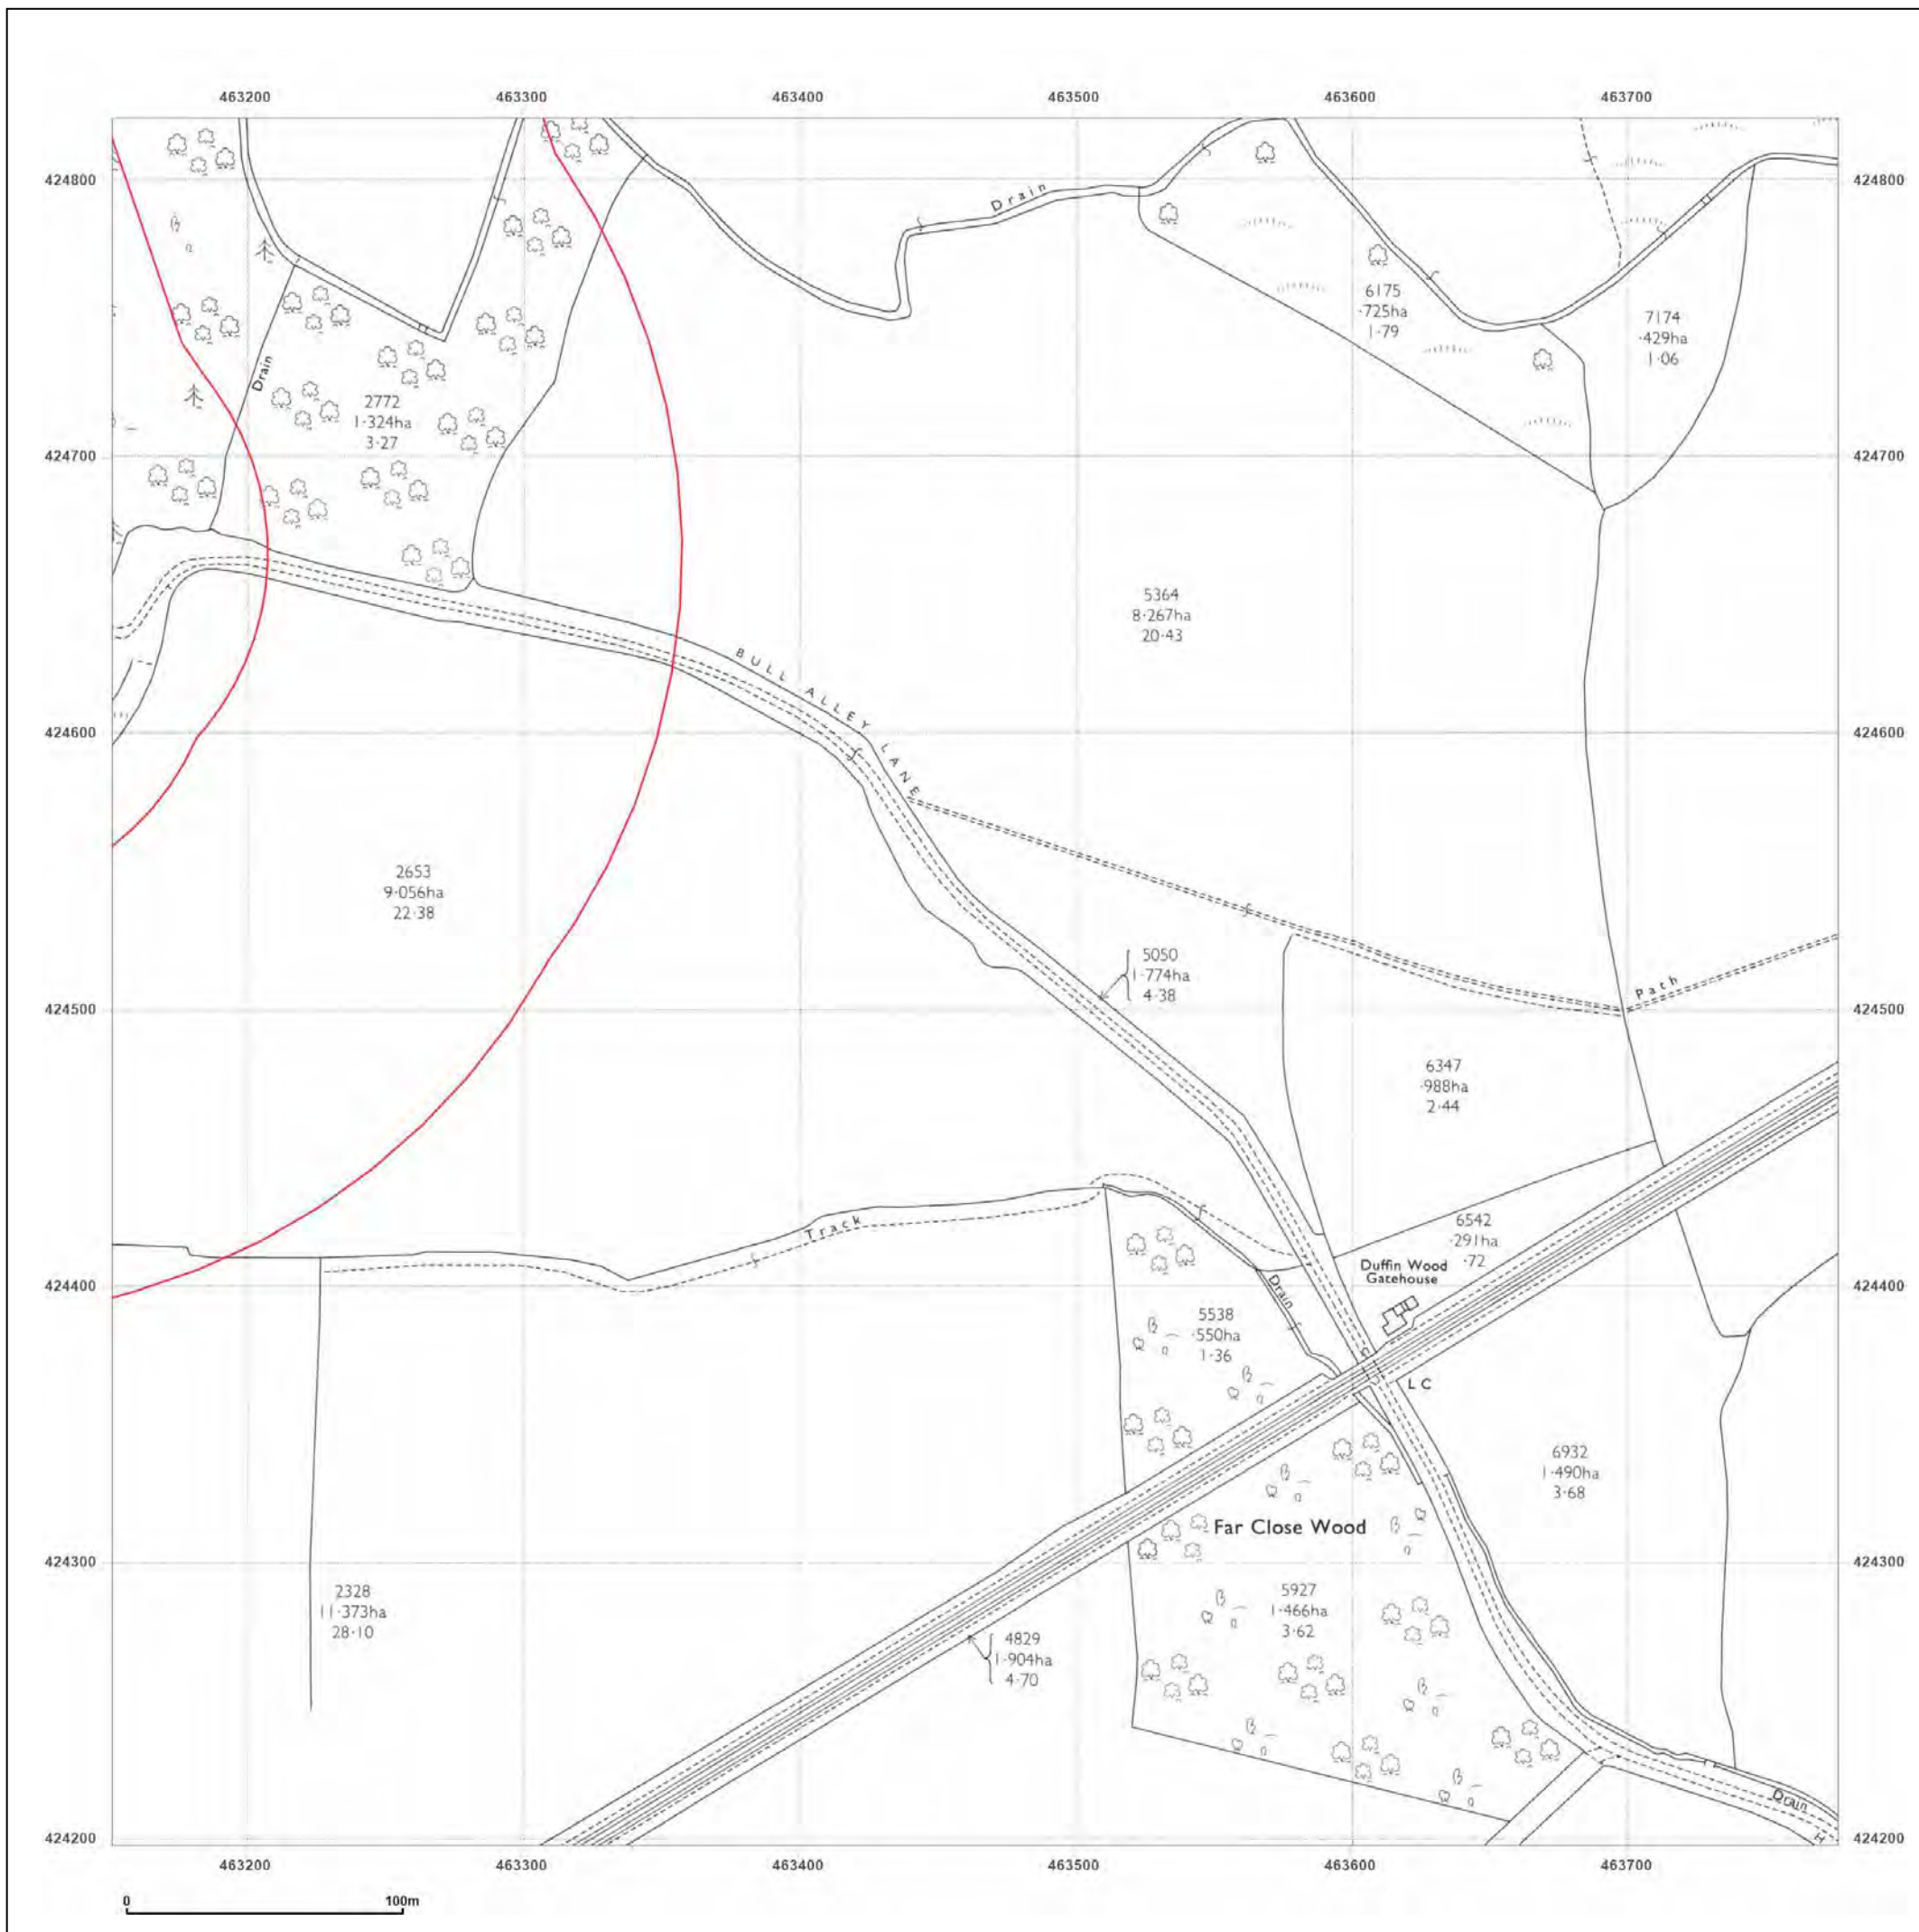 463200 463300 463400 463500 463600 463700
424800 424800
Drain
6175
·725ha
1·79
7174
·429ha
1·06
Drain
2772
1·324ha
3·27
424700 424700
5364
8·267ha
20·43
BULL ALLEY LANE
424600 424600
2653
9·056ha
22·38
5050
1·774ha
4·38
Path
424500 424500
6347
·988ha
2·44
Track
6542
·291ha
·72
Duffin Wood
Gatehouse
424400 424400
Drain
5538
·550ha
1·36
L C
6932
1·490ha
3·68
Far Close Wood
424300 424300
2328
11·373ha
28·10
5927
1·466ha
3·62
4829
1·904ha
4·70
Drain
H
424200 424200
463200 463300 463400 463500 463600 463700
0 100m